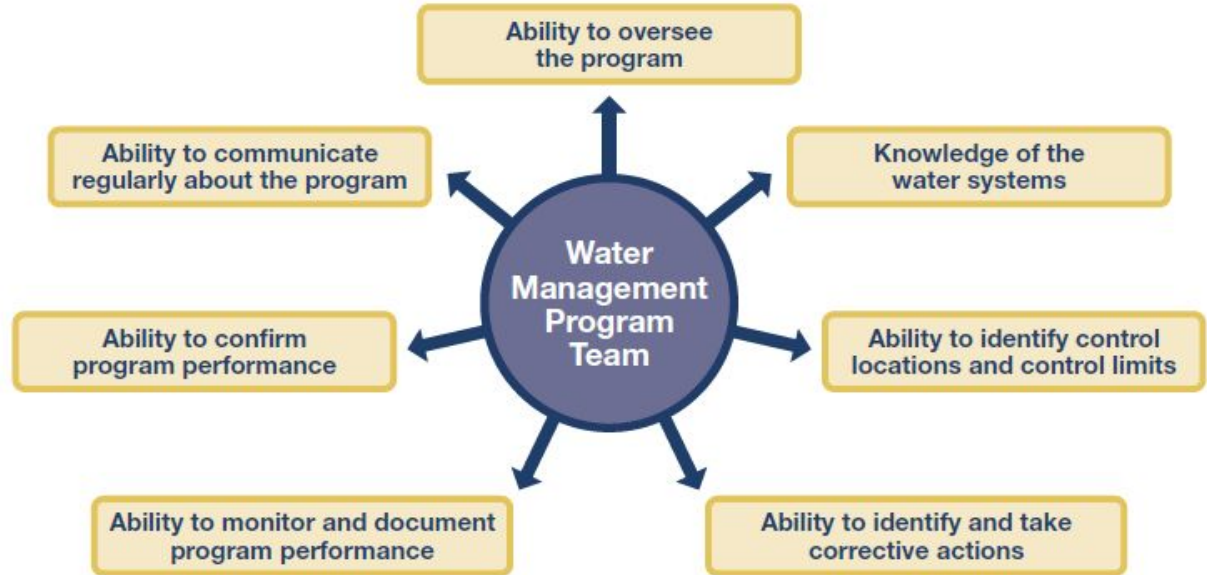 Ability to oversee
the program
Ability to communicate
regularly about the program
Knowledge of the
water systems
Water
Management
Program
Team
Ability to confirm
program performance
Ability to identify control
locations and control limits
Ability to monitor and document
program performance
Ability to identify and take
corrective actions